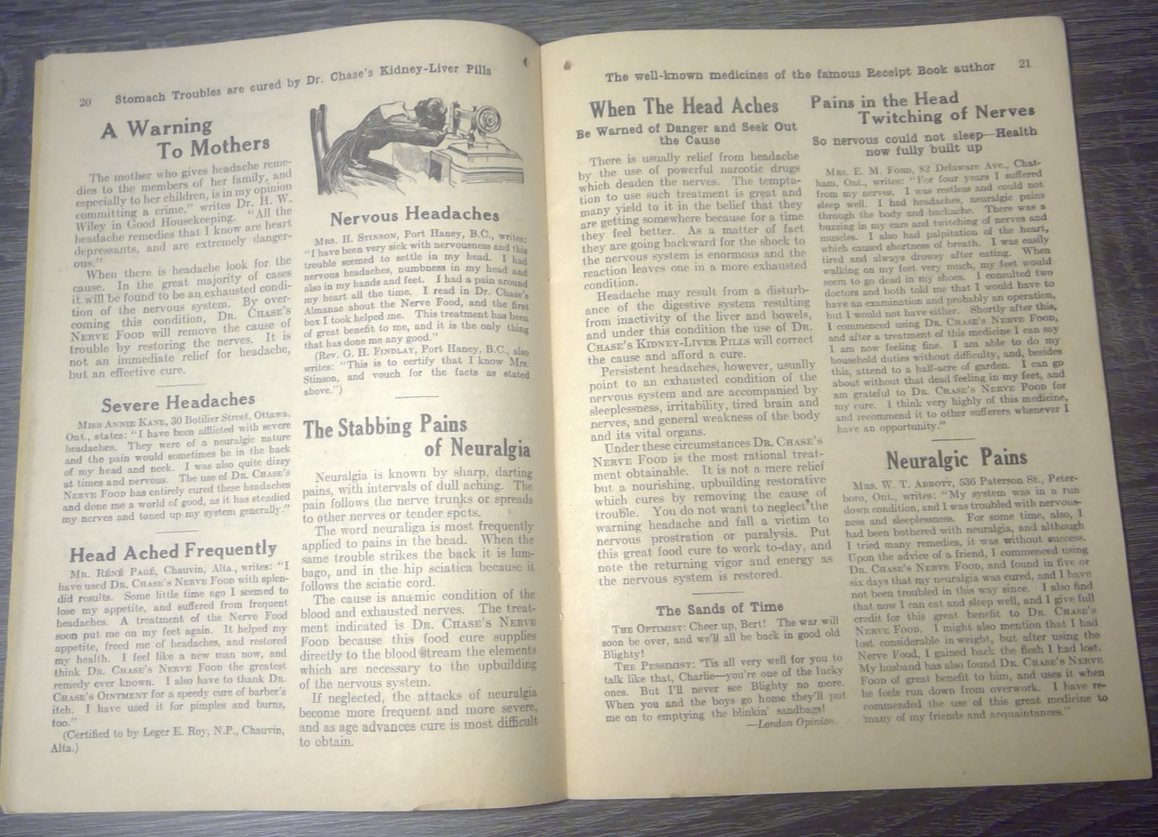 20
Stomach Troubles are cured by Dr. Chase's Kidney-Liver Pills
A Warning
To Mothers
The mother who gives headache reme-
dies to the members of her family, and
especially to her children, is in my opinion
committing a crime," writes Dr. H. W.
Wiley in Good Housekeeping. "All the
headache remedies that I know are heart
depressants, and are extremely danger-
ous."
When there is headache look for the
cause. In the great majority of cases
it will be found to be an exhausted condi-
tion of the nervous system. By over-
coming this condition, DR. CHASE'S
NERVE FOOD will remove the cause of
trouble by restoring the nerves. It is
not an immediate relief for headache,
but an effective cure.
Severe Headaches
MISS ANNIE KANE, 30 Botilier Street, Ottawa,
Ont., states: "I have been afflicted with severe
headaches. They were of a neuralgic nature
and the pain would sometimes be in the back
of my head and neck. I was also quite dizzy
at times and nervous. The use of DR. CHASE'S
NERVE FOOD has entirely cured these headaches
and done me a world of good, as it has steadied
my nerves and toned up my system generally."
Head Ached Frequently
MR. RÉNÉ PAGÉ, Chauvin, Alta., writes: "I
have used DR. CHASE'S NERVE FOOD with splen-
did results. Some little time ago I seemed to
lose my appetite, and suffered from frequent
headaches. A treatment of the Nerve Food
soon put me on my feet again. It helped my
appetite, freed me of headaches, and restored
my health. I feel like a new man now, and
think DR. CHASE'S NERVE FOOD the greatest
remedy ever known. I also have to thank DR.
CHASE'S OINTMENT for a speedy cure of barber's
itch. I have used it for pimples and burns,
too."
(Certified to by Leger E. Roy, N.P., Chauvin,
Alta.)
Nervous Headaches
MRS. H. STINSON, Port Haney, B.C., writes:
"I have been very sick with nervousness and this
trouble seemed to settle in my head. I had
nervous headaches, numbness in my head and
also in my hands and feet. I had a pain around
my heart all the time. I read in Dr. Chase's
Almanac about the Nerve Food, and the first
box I took helped me. This treatment has been
of great benefit to me, and it is the only thing
that has done me any good."
(Rev. G. H. FINDLAY, Port Haney, B.C., also
writes: "This is to certify that I know Mrs.
Stinson, and vouch for the facts as stated
above.")
The Stabbing Pains
of Neuralgia
Neuralgia is known by sharp, darting
pains, with intervals of dull aching. The
pain follows the nerve trunks or spreads
to other nerves or tender spots.
The word neuraliga is most frequently
applied to pains in the head. When the
same trouble strikes the back it is lum-
bago, and in the hip sciatica because it
follows the sciatic cord.
The cause is anæmic condition of the
blood and exhausted nerves. The treat-
ment indicated is DR. CHASE'S NERVE
FOOD because this food cure supplies
directly to the blood stream the elements
which are necessary to the upbuilding
of the nervous system.
If neglected, the attacks of neuralgia
become more frequent and more severe,
and as age advances cure is most difficult
to obtain.
The well-known medicines of the famous Receipt Book author
21
When The Head Aches
Be Warned of Danger and Seek Out
the Cause
There is usually relief from headache
by the use of powerful narcotic drugs
which deaden the nerves. The tempta-
tion to use such treatment is great and
many yield to it in the belief that they
are getting somewhere because for a time
they feel better. As a matter of fact
they are going backward for the shock to
the nervous system is enormous and the
reaction leaves one in a more exhausted
condition.
Headache may result from a disturb-
ance of the digestive system resulting
from inactivity of the liver and bowels,
and under this condition the use of DR.
CHASE'S KIDNEY-LIVER PILLS will correct
the cause and afford a cure.
Persistent headaches, however, usually
point to an exhausted condition of the
nervous system and are accompanied by
sleeplessness, irritability, tired brain and
nerves, and general weakness of the body
and its vital organs.
Under these circumstances DR. CHASE'S
NERVE FOOD is the most rational treat-
ment obtainable. It is not a mere relief
but a nourishing, upbuilding restorative
which cures by removing the cause of
trouble. You do not want to neglect the
warning headache and fall a victim to
nervous prostration or paralysis. Put
this great food cure to work to-day, and
note the returning vigor and energy as
the nervous system is restored.
The Sands of Time
THE OPTIMIST: Cheer up, Bert! The war will
soon be over, and we'll all be back in good old
Blighty!
THE PESSIMIST: 'Tis all very well for you to
talk like that, Charlie—you're one of the lucky
ones. But I'll never see Blighty no more.
When you and the boys go home they'll put
me on to emptying the blinkin' sandbags!
—London Opinion.
Pains in the Head
Twitching of Nerves
So nervous could not sleep—Health
now fully built up
MRS. E. M. FORD, 82 Delaware Ave., Chat-
ham, Ont., writes: "For four years I suffered
from my nerves. I was restless and could not
sleep well. I had headaches, neuralgic pains
through the body and backache. There was a
buzzing in my ears and twitching of nerves and
muscles. I also had palpitation of the heart,
which caused shortness of breath. I was easily
tired and always drowsy after eating. When
walking on my feet very much, my feet would
seem to go dead in my shoes. I consulted two
doctors and both told me that I would have to
have an examination and probably an operation,
but I would not have either. Shortly after this,
I commenced using DR. CHASE'S NERVE FOOD,
and after a treatment of this medicine I can say
I am now feeling fine. I am able to do my
household duties without difficulty, and, besides
this, attend to a half-acre of garden. I can go
about without that dead feeling in my feet, and
am grateful to DR. CHASE'S NERVE FOOD for
my cure. I think very highly of this medicine,
and recommend it to other sufferers whenever I
have an opportunity."
Neuralgic Pains
MRS. W. T. ABBOTT, 536 Paterson St., Peter-
boro, Ont., writes: "My system was in a run
down condition, and I was troubled with nervous-
ness and sleeplessness. For some time, also, I
had been bothered with neuralgia, and although
I tried many remedies, it was without success.
Upon the advice of a friend, I commenced using
DR. CHASE'S NERVE FOOD, and found in five or
six days that my neuralgia was cured, and I have
not been troubled in this way since. I also find
that now I can eat and sleep well, and I give full
credit for this great benefit to DR. CHASE'S
NERVE FOOD. I might also mention that I had
lost considerable in weight, but after using the
Nerve Food, I gained back the flesh I had lost.
My husband has also found DR. CHASE'S NERVE
FOOD of great benefit to him, and uses it when
he feels run down from overwork. I have re-
commended the use of this great medicine to
many of my friends and acquaintances."